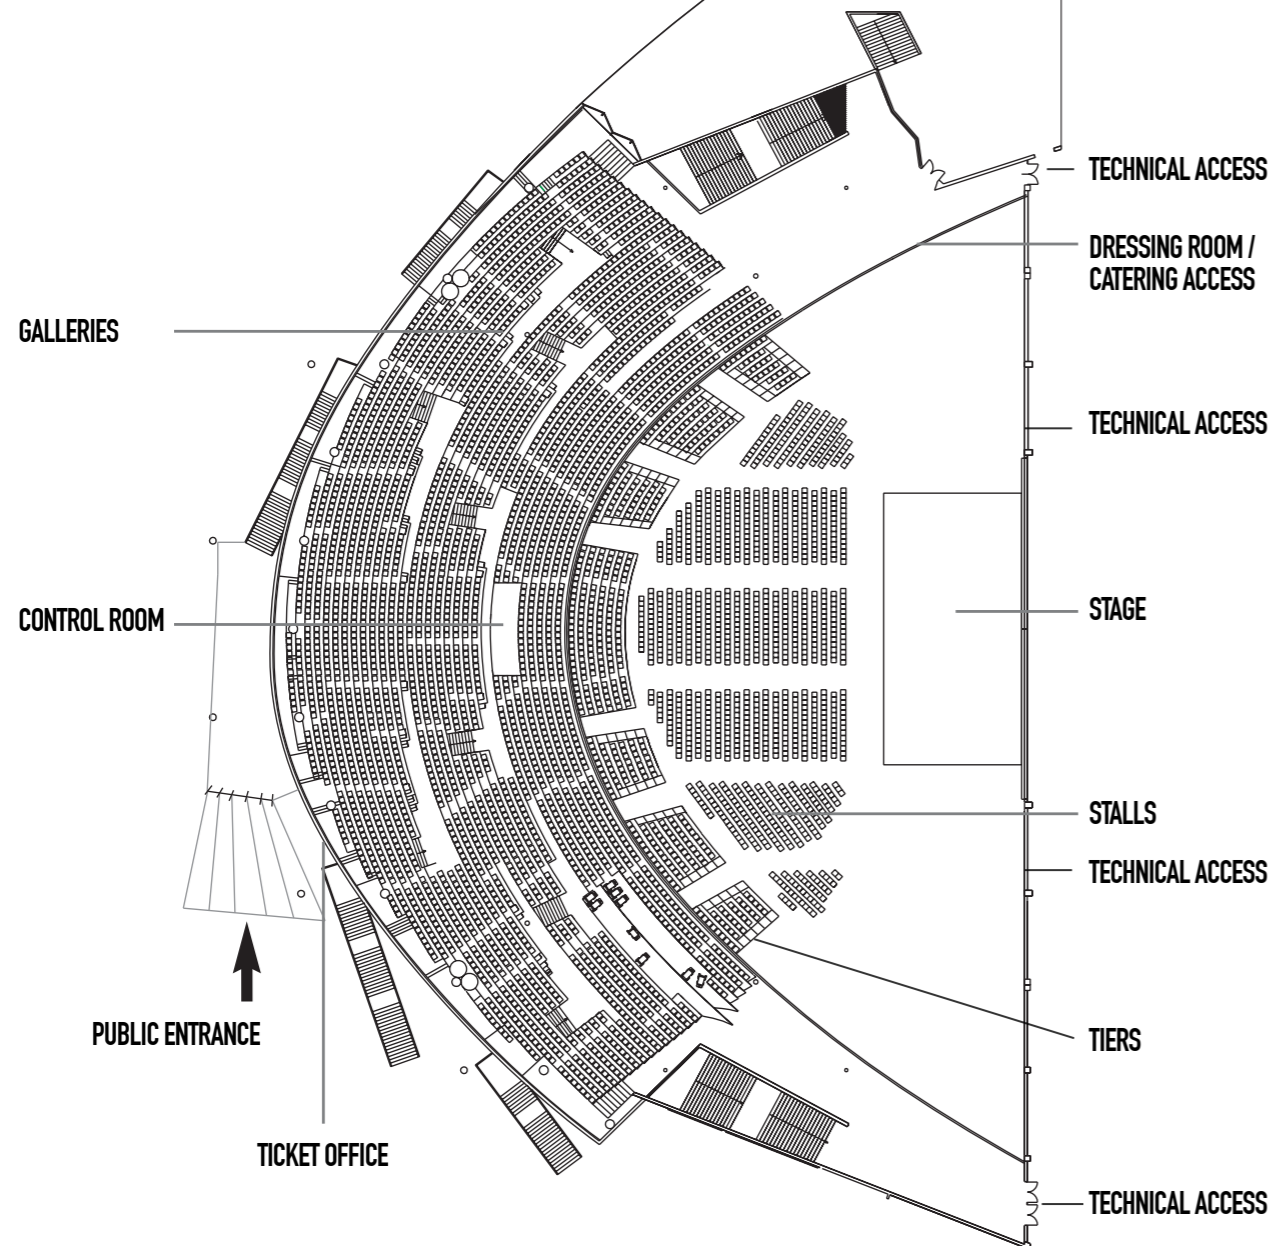 TECHNICAL ACCESS
DRESSING ROOM /
CATERING ACCESS
GALLERIES
TECHNICAL ACCESS
STAGE
CONTROL ROOM
STALLS
TECHNICAL ACCESS
PUBLIC ENTRANCE
TIERS
TICKET OFFICE
TECHNICAL ACCESS